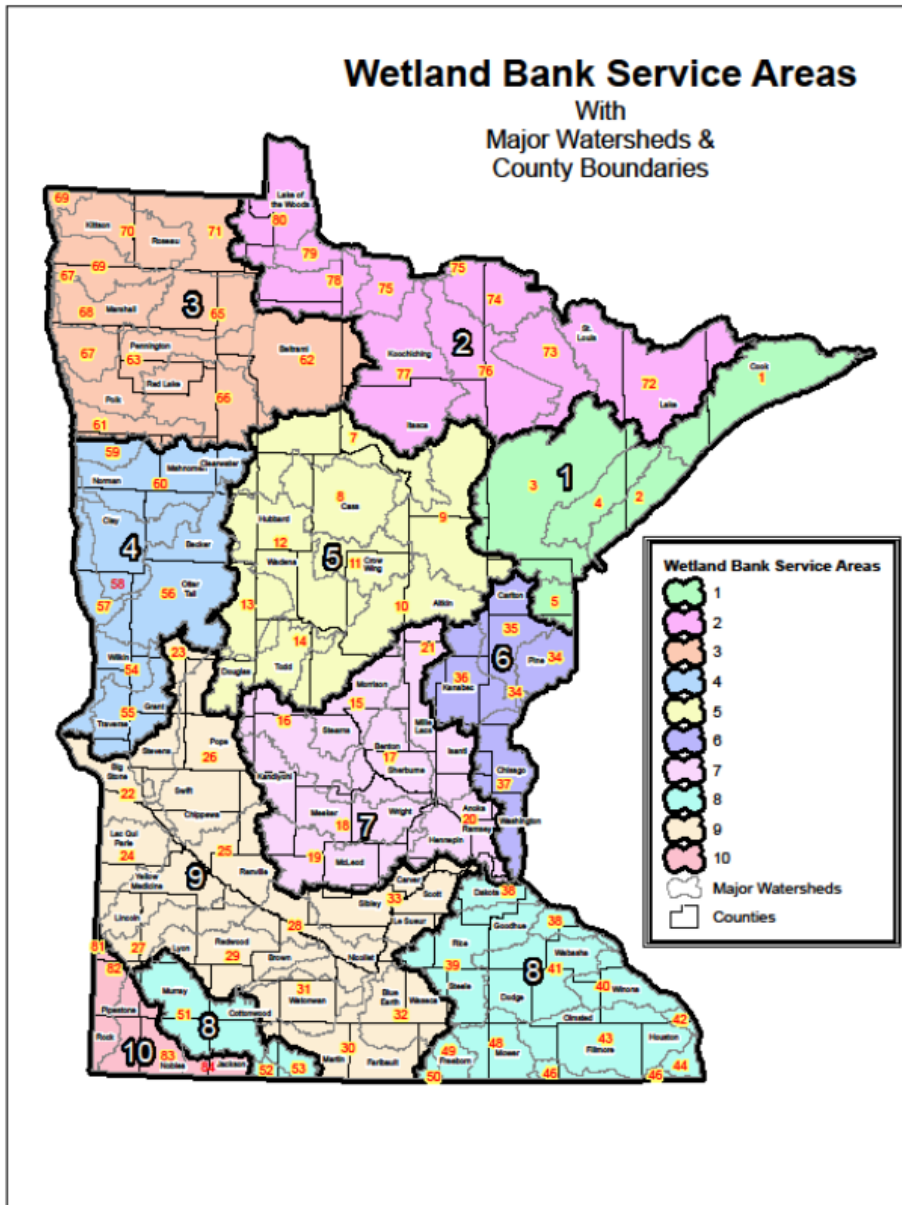 Wetland Bank Service Areas
With
Major Watersheds &
County Boundaries
69
Lake of
the Woods
Kittson
70
Roseau
71
80
79
69
67
78
75
75
74
3
65
68
Marshall
2
St.
Louis
73
67
Pennington
63
Beltrami
62
Koochiching
Cook
1
Red Lake
77
76
72
Polk
66
Lake
61
Itasca
7
59
Mahnomen
Clearwater
Norman
60
3
1
4
2
8
Cass
9
Clay
Hubbard
4
Becker
12
5
11
Crow
Wing
Wadena
58
56
Otter
Tail
57
13
10
Aitkin
Carlton
5
35
14
21
6
Wilkin
23
Todd
Pine
34
54
Douglas
Morrison
36
Kanabec
34
55
Grant
15
Traverse
16
Mille
Lacs
Stearns
Stevens
Pope
26
Benton
17
Isanti
Big
Stone
Sherburne
Chisago
37
Kandiyohi
22
Swift
Meeker
Wright
Anoka
20
Ramsey
Washington
Chippewa
18
7
Hennepin
Lac Qui
Parle
24
25
19
McLeod
Yellow
Medicine
9
Renville
Carver
Scott
Dakota
38
33
Sibley
Lincoln
28
Le Sueur
Goodhue
38
81
27
Lyon
Redwood
29
Brown
Nicollet
Rice
Wabasha
82
39
8
41
Murray
31
Blue
Earth
Waseca
Steele
40
Winona
Pipestone
51
Cottonwood
Watonwan
32
Dodge
8
Olmsted
42
Rock
10
83
Nobles
84
Jackson
52
53
Martin
30
Faribault
49
Freeborn
48
Mower
43
Fillmore
Houston
44
50
46
46
Wetland Bank Service Areas
1
2
3
4
5
6
7
8
9
10
Major Watersheds
Counties